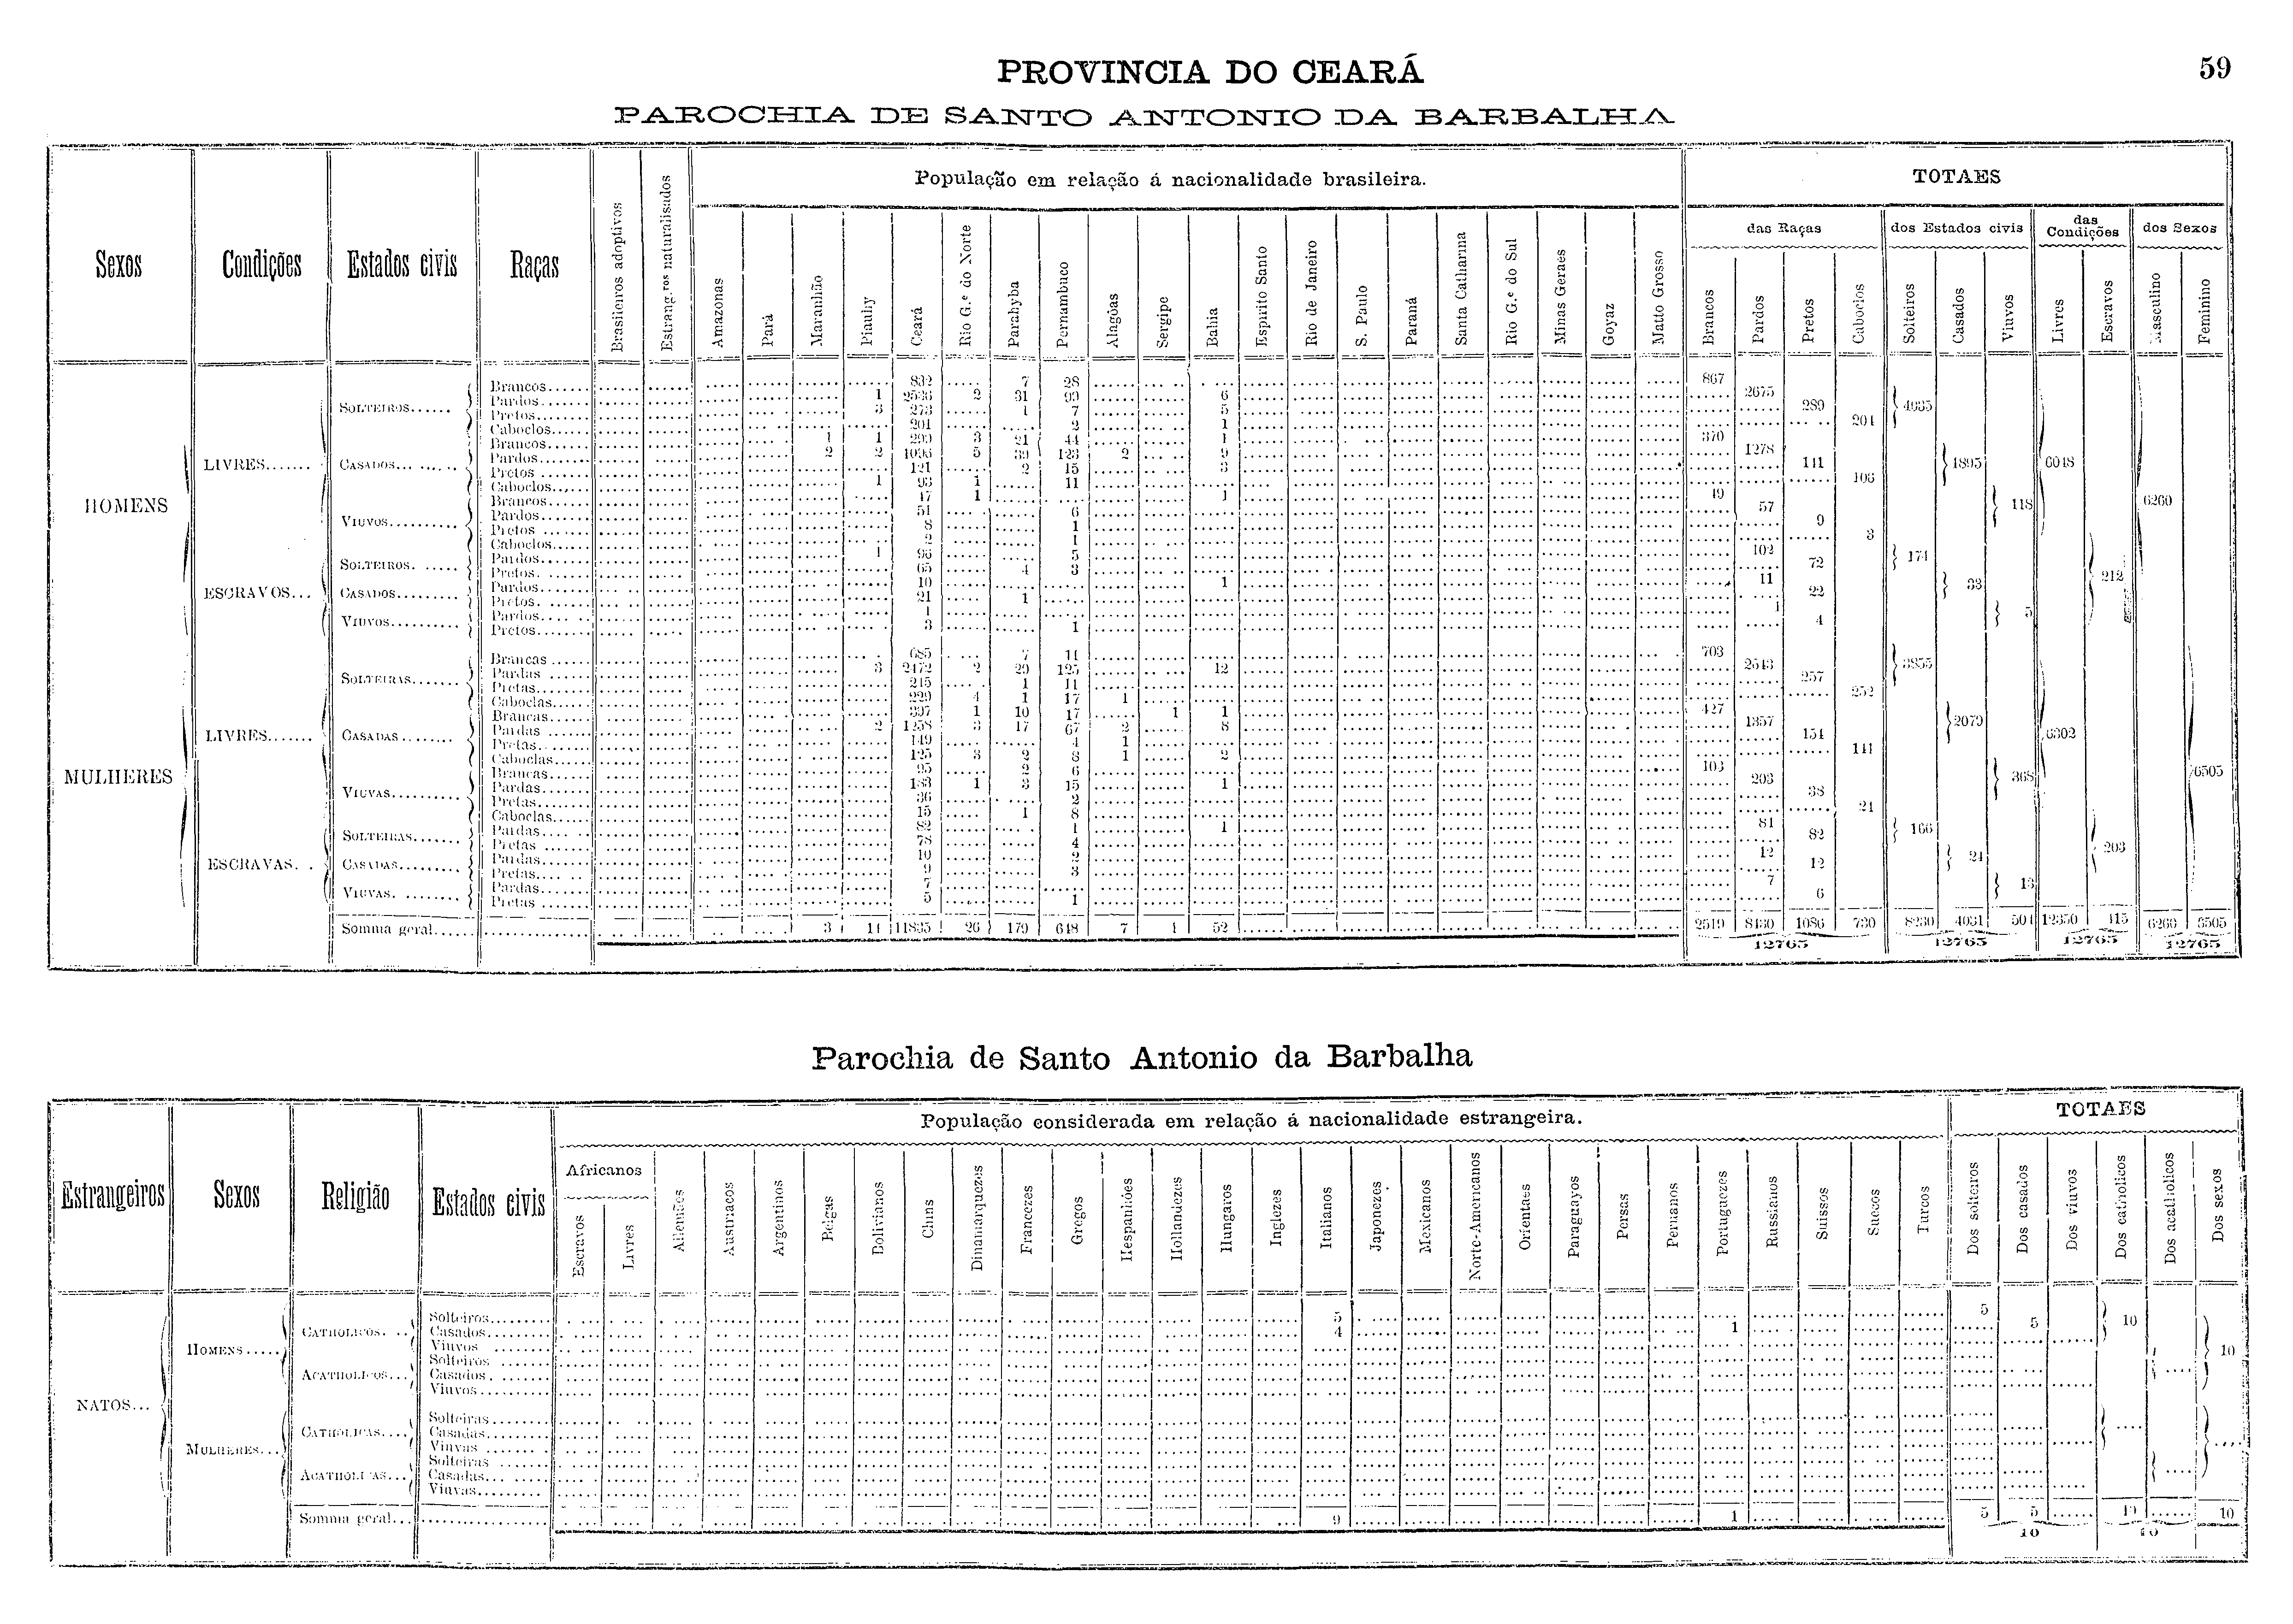 PROVINCIA DO CEARÁ
59
PAROCHIA DE SANTO ANTONIO DA BARBALHA
Sexos Condições Estados civis Raças Brasileiros adoptivos Estrang.ros naturalisados População em relação á nacionalidade brasileira. TOTAES
Amazonas Pará Maranhão Piauhy Ceará Rio G.e do Norte Parahyba Pernambuco Alagôas Sergipe Bahia Espirito Santo Rio de Janeiro S. Paulo Paraná Santa Catharina Rio G.e do Sul Minas Geraes Goyaz Matto Grosso
das Raças dos Estados civis das Condições dos Sexos
Brancos Pardos Pretos Caboclos Solteiros Casados Viuvos Livres Escravos Masculino Feminino
HOMENS
LIVRES
SOLTEIROS
Brancos 832 7 28 867
Pardos 1 2536 2 31 99 6 2675
Pretos 3 273 1 7 5 289 4035
Caboclos 201 2 1 204
CASADOS
Brancos 1 1 299 3 21 44 1 370
Pardos 2 2 1096 5 39 123 2 9 1278
Pretos 121 2 15 3 141 1895 6048
Caboclos 1 93 1 11 106
VIUVOS
Brancos 47 1 1 49
Pardos 51 6 57 118 6260
Pretos 8 1 9
Caboclos 2 1 3
ESCRAVOS
SOLTEIROS
Pardos 1 96 5 102
Pretos 65 4 3 72 174
CASADOS
Pardos 10 1 11
Pretos 21 1 22 33 212
VIUVOS
Pardos 1 1
Pretos 3 1 4 5
MULHERES
LIVRES
SOLTEIRAS
Brancas 685 7 11 703
Pardas 3 2472 2 29 125 12 2643
Pretas 245 1 11 257 3855
Caboclas 229 4 1 17 1 252
CASADAS
Brancas 397 1 10 17 1 1 427
Pardas 2 1258 3 17 67 2 8 1357
Pretas 149 4 1 154 2079 6302
Caboclas 125 3 2 8 1 2 141
VIUVAS
Brancas 95 2 6 103
Pardas 183 1 3 15 1 203 368 6505
Pretas 36 2 38
Caboclas 15 1 8 24
ESCRAVAS
SOLTEIRAS
Pardas 82 1 1 84
Pretas 78 4 82 166
CASADAS
Pardas 10 2 12
Pretas 9 3 12 24 203
VIUVAS
Pardas 7 7
Pretas 5 1 6 13
Somma geral 3 14 11835 26 179 648 7 1 52 2519 8430 1086 730 8230 4031 504 12350 415 6260 6505
12765 12765 12765 12765
Parochia de Santo Antonio da Barbalha
Estrangeiros Sexos Religião Estados civis População considerada em relação á nacionalidade estrangeira. TOTAES
Africanos
Escravos Livres Allemães Austriacos Argentinos Belgas Bolivianos Chins Dinamarquezes Francezes Gregos Hespanhóes Hollandezes Hungaros Inglezes Italianos Japonezes Mexicanos Norte-Americanos Orientaes Paraguayos Persas Peruanos Portuguezes Russianos Suissos Suecos Turcos Dos solteiros Dos casados Dos viuvos Dos catholicos Dos acatholicos Dos sexos
NATOS...
HOMENS
CATHOLICOS
Solteiros 5 5
Casados 4 1 5 10
Viuvos
ACATHOLICOS
Solteiros 10
Casados
Viuvos
MULHERES
CATHOLICAS
Solteiras
Casadas
Viuvas
ACATHOLICAS
Solteiras
Casadas
Viuvas
Somma geral 9 1 5 5 10 10
10 10